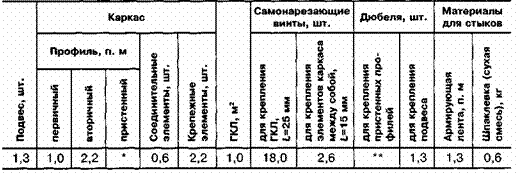 Каркас
Самонарезающие винты, шт.
Дюбеля, шт.
Материалы для стыков
Профиль, п. м
Подвес, шт.
первичный
вторичный
пристенный
Соединительные элементы, шт.
Крепежные элементы, шт.
ГКЛ, м²
для крепления ГКЛ, L=25 мм
для крепления элементов каркаса между собой, L=15 мм
для крепления пристенных про-
филей
для крепления подвеса
Армирующая лента, п. м
Шпаклевка (сухая смесь), кг
1,3 1,0 2,2 * 0,6 2,2 1,0 18,0 2,6 ** 1,3 1,3 0,6